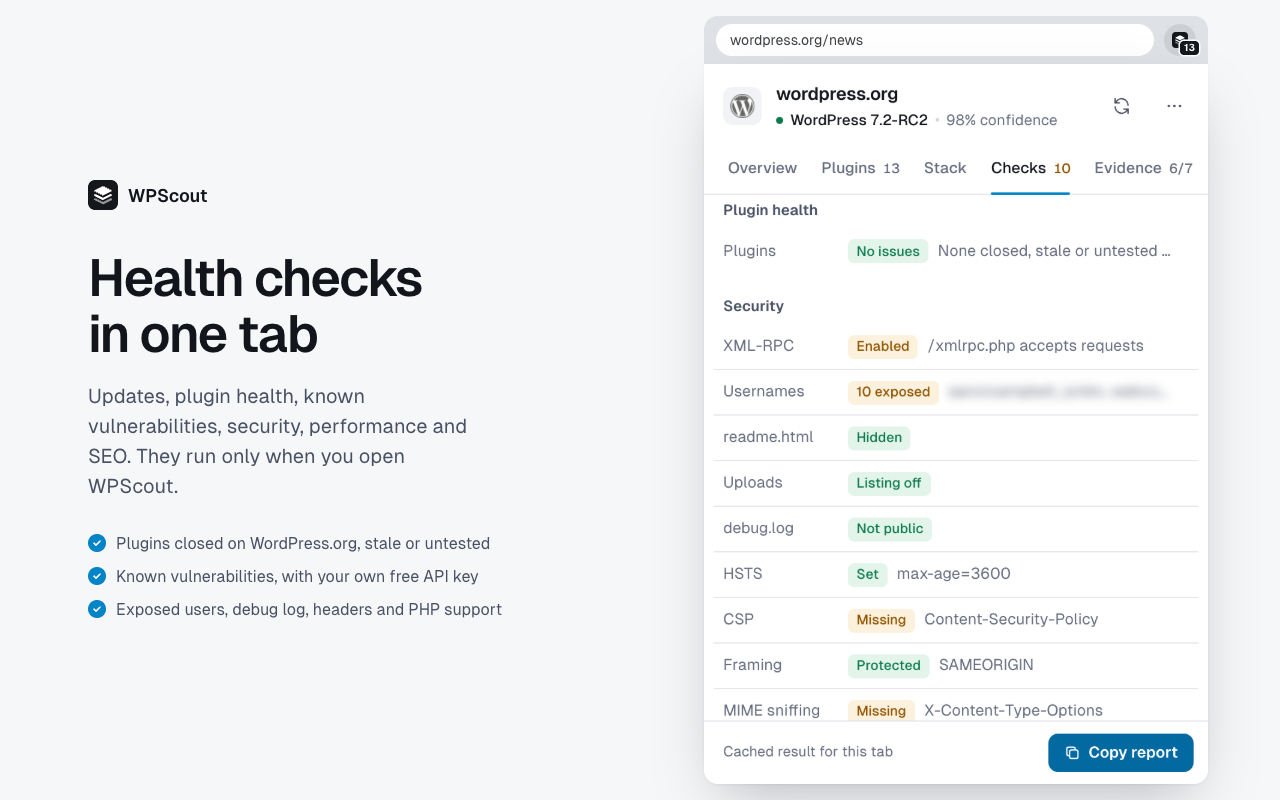 WPScout
Health checks
in one tab
Updates, plugin health, known
vulnerabilities, security, performance and
SEO. They run only when you open
WPScout.
Plugins closed on WordPress.org, stale or untested
Known vulnerabilities, with your own free API key
Exposed users, debug log, headers and PHP support
wordpress.org/news
13
wordpress.org
WordPress 7.2-RC2 • 98% confidence
Overview Plugins 13 Stack Checks 10 Evidence 6/7
Plugin health
Plugins No issues None closed, stale or untested ...
Security
XML-RPC Enabled /xmlrpc.php accepts requests
Usernames 10 exposed
readme.html Hidden
Uploads Listing off
debug.log Not public
HSTS Set max-age=3600
CSP Missing Content-Security-Policy
Framing Protected SAMEORIGIN
MIME sniffing Missing X-Content-Type-Options
Cached result for this tab Copy report